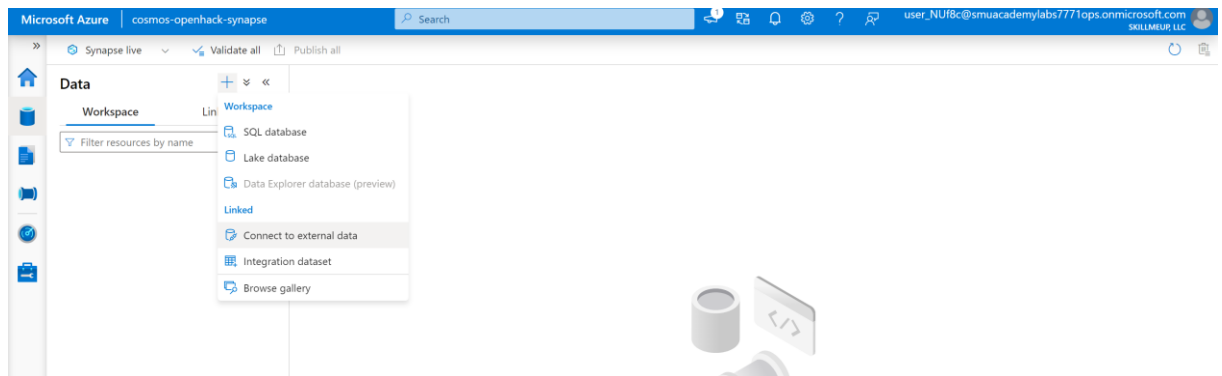 Microsoft Azure cosmos-openhack-synapse Search 1 user_NUf8c@smuacademylabs7771ops.onmicrosoft.com
SKILLMEUP, LLC
Synapse live Validate all Publish all
Data
Workspace Lin
Filter resources by name
Workspace
SQL database
Lake database
Data Explorer database (preview)
Linked
Connect to external data
Integration dataset
Browse gallery